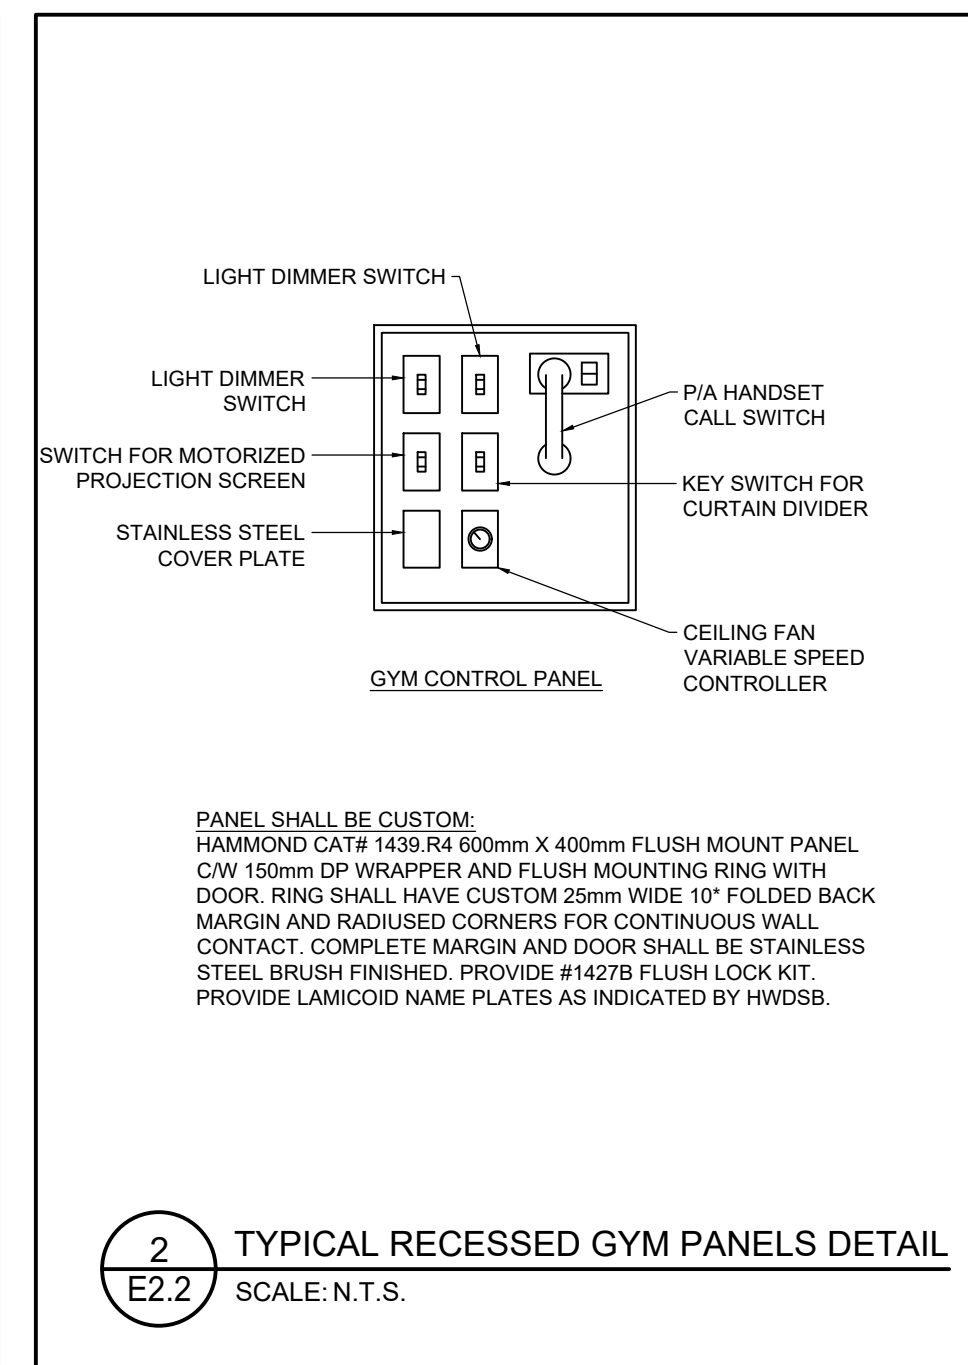 LIGHT DIMMER SWITCH
LIGHT DIMMER
SWITCH
P/A HANDSET
CALL SWITCH
SWITCH FOR MOTORIZED
PROJECTION SCREEN
KEY SWITCH FOR
CURTAIN DIVIDER
STAINLESS STEEL
COVER PLATE
CEILING FAN
VARIABLE SPEED
CONTROLLER
GYM CONTROL PANEL
PANEL SHALL BE CUSTOM:
HAMMOND CAT# 1439.R4 600mm X 400mm FLUSH MOUNT PANEL
C/W 150mm DP WRAPPER AND FLUSH MOUNTING RING WITH
DOOR. RING SHALL HAVE CUSTOM 25mm WIDE 10* FOLDED BACK
MARGIN AND RADIUSED CORNERS FOR CONTINUOUS WALL
CONTACT. COMPLETE MARGIN AND DOOR SHALL BE STAINLESS
STEEL BRUSH FINISHED. PROVIDE #1427B FLUSH LOCK KIT.
PROVIDE LAMICOID NAME PLATES AS INDICATED BY HWDSB.
2
E2.2
TYPICAL RECESSED GYM PANELS DETAIL
SCALE: N.T.S.